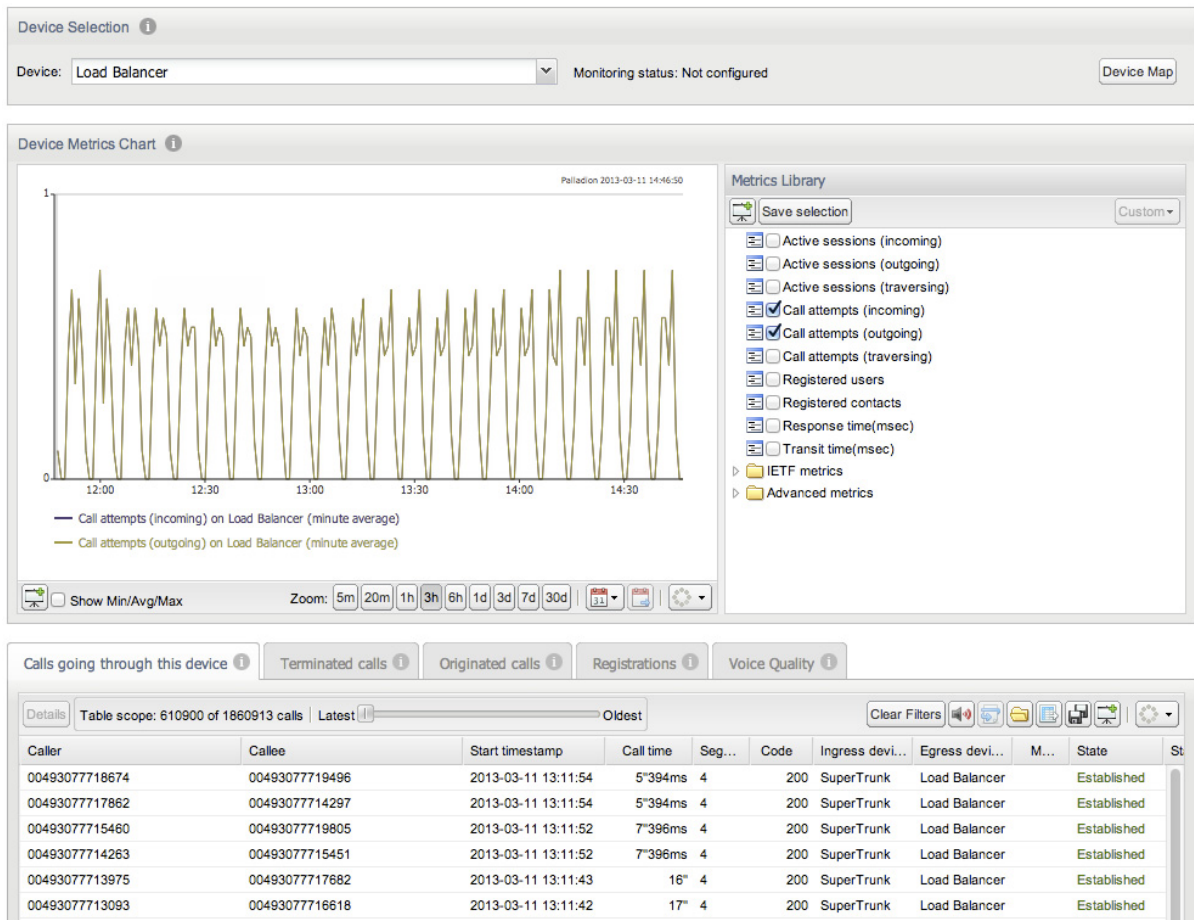 Device Selection
Device: Load Balancer Monitoring status: Not configured Device Map
Device Metrics Chart
Palladion 2013-03-11 14:46:50
1
0
12:00 12:30 13:00 13:30 14:00 14:30
Call attempts (incoming) on Load Balancer (minute average)
Call attempts (outgoing) on Load Balancer (minute average)
Show Min/Avg/Max Zoom: 5m 20m 1h 3h 6h 1d 3d 7d 30d 31
Metrics Library
Save selection Custom
Active sessions (incoming)
Active sessions (outgoing)
Active sessions (traversing)
Call attempts (incoming)
Call attempts (outgoing)
Call attempts (traversing)
Registered users
Registered contacts
Response time(msec)
Transit time(msec)
IETF metrics
Advanced metrics
Calls going through this device Terminated calls Originated calls Registrations Voice Quality
Details Table scope: 610900 of 1860913 calls Latest Oldest Clear Filters
Caller Callee Start timestamp Call time Seg... Code Ingress devi... Egress devi... M... State St
00493077718674 00493077719496 2013-03-11 13:11:54 5"394ms 4 200 SuperTrunk Load Balancer Established
00493077717862 00493077714297 2013-03-11 13:11:54 5"394ms 4 200 SuperTrunk Load Balancer Established
00493077715460 00493077719805 2013-03-11 13:11:52 7"396ms 4 200 SuperTrunk Load Balancer Established
00493077714263 00493077715451 2013-03-11 13:11:52 7"396ms 4 200 SuperTrunk Load Balancer Established
00493077713975 00493077717682 2013-03-11 13:11:43 16" 4 200 SuperTrunk Load Balancer Established
00493077713093 00493077716618 2013-03-11 13:11:42 17" 4 200 SuperTrunk Load Balancer Established